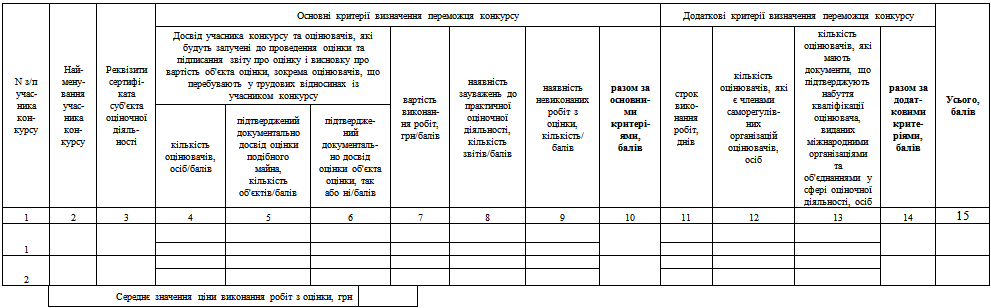 N з/п
учас-
ника
кон-
курсу
Най-
мену-
вання
учас-
ника
кон-
курсу
Реквізити
сертифі-
ката
суб'єкта
оціночної
діяль-
ності
Основні критерії визначення переможця конкурсу
Досвід учасника конкурсу та оцінювачів, які
будуть залучені до проведення оцінки та
підписання звіту про оцінку і висновку про
вартість об'єкта оцінки, зокрема оцінювачів, що
перебувають у трудових відносинах із
учасником конкурсу
кількість
оцінювачів,
осіб/балів
підтверджений
документально
досвід оцінки
подібного
майна,
кількість
об'єктів/балів
підтвердже-
ний
документаль-
но досвід
оцінки об'єкта
оцінки, так
або ні/балів
вартість
виконан-
ня робіт,
грн/балів
наявність
зауважень до
практичної
оціночної
діяльності,
кількість
звітів/балів
наявність
невиконаних
робіт з
оцінки,
кількість/
балів
разом за
основни-
ми
критері-
ями,
балів
Додаткові критерії визначення переможця конкурсу
строк
вико-
нання
робіт,
днів
кількість
оцінювачів, які
є членами
саморегулів-
них
організацій
оцінювачів,
осіб
кількість
оцінювачів, які
мають
документи, що
підтверджують
набуття
кваліфікації
оцінювача,
виданих
міжнародними
організаціями
та
об'єднаннями у
сфері оціночної
діяльності, осіб
разом за
додат-
ковими
крите-
ріями,
балів
Усього,
балів
1 2 3 4 5 6 7 8 9 10 11 12 13 14 15
1
2
Середнє значення ціни виконання робіт з оцінки, грн